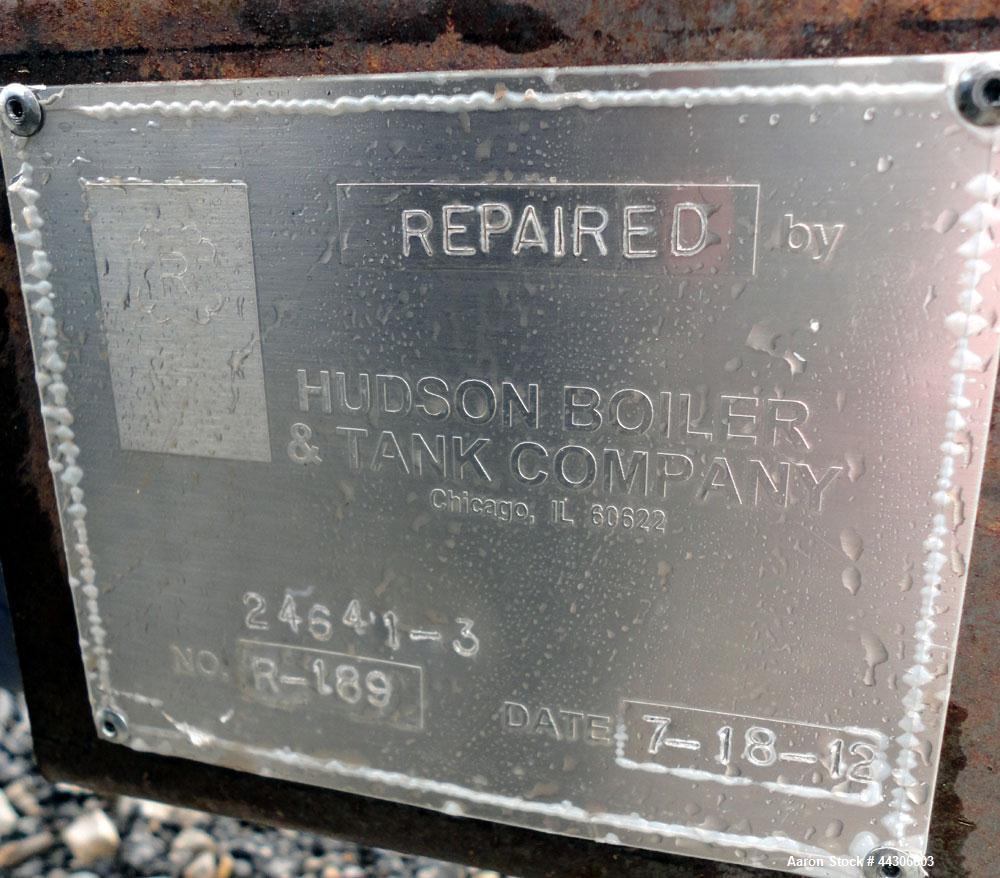 R
REPAIRED by
HUDSON BOILER
& TANK COMPANY
Chicago, IL 60622
24641-3
NO. R-189
DATE 7-18-12
Aaron Stock # 44306003